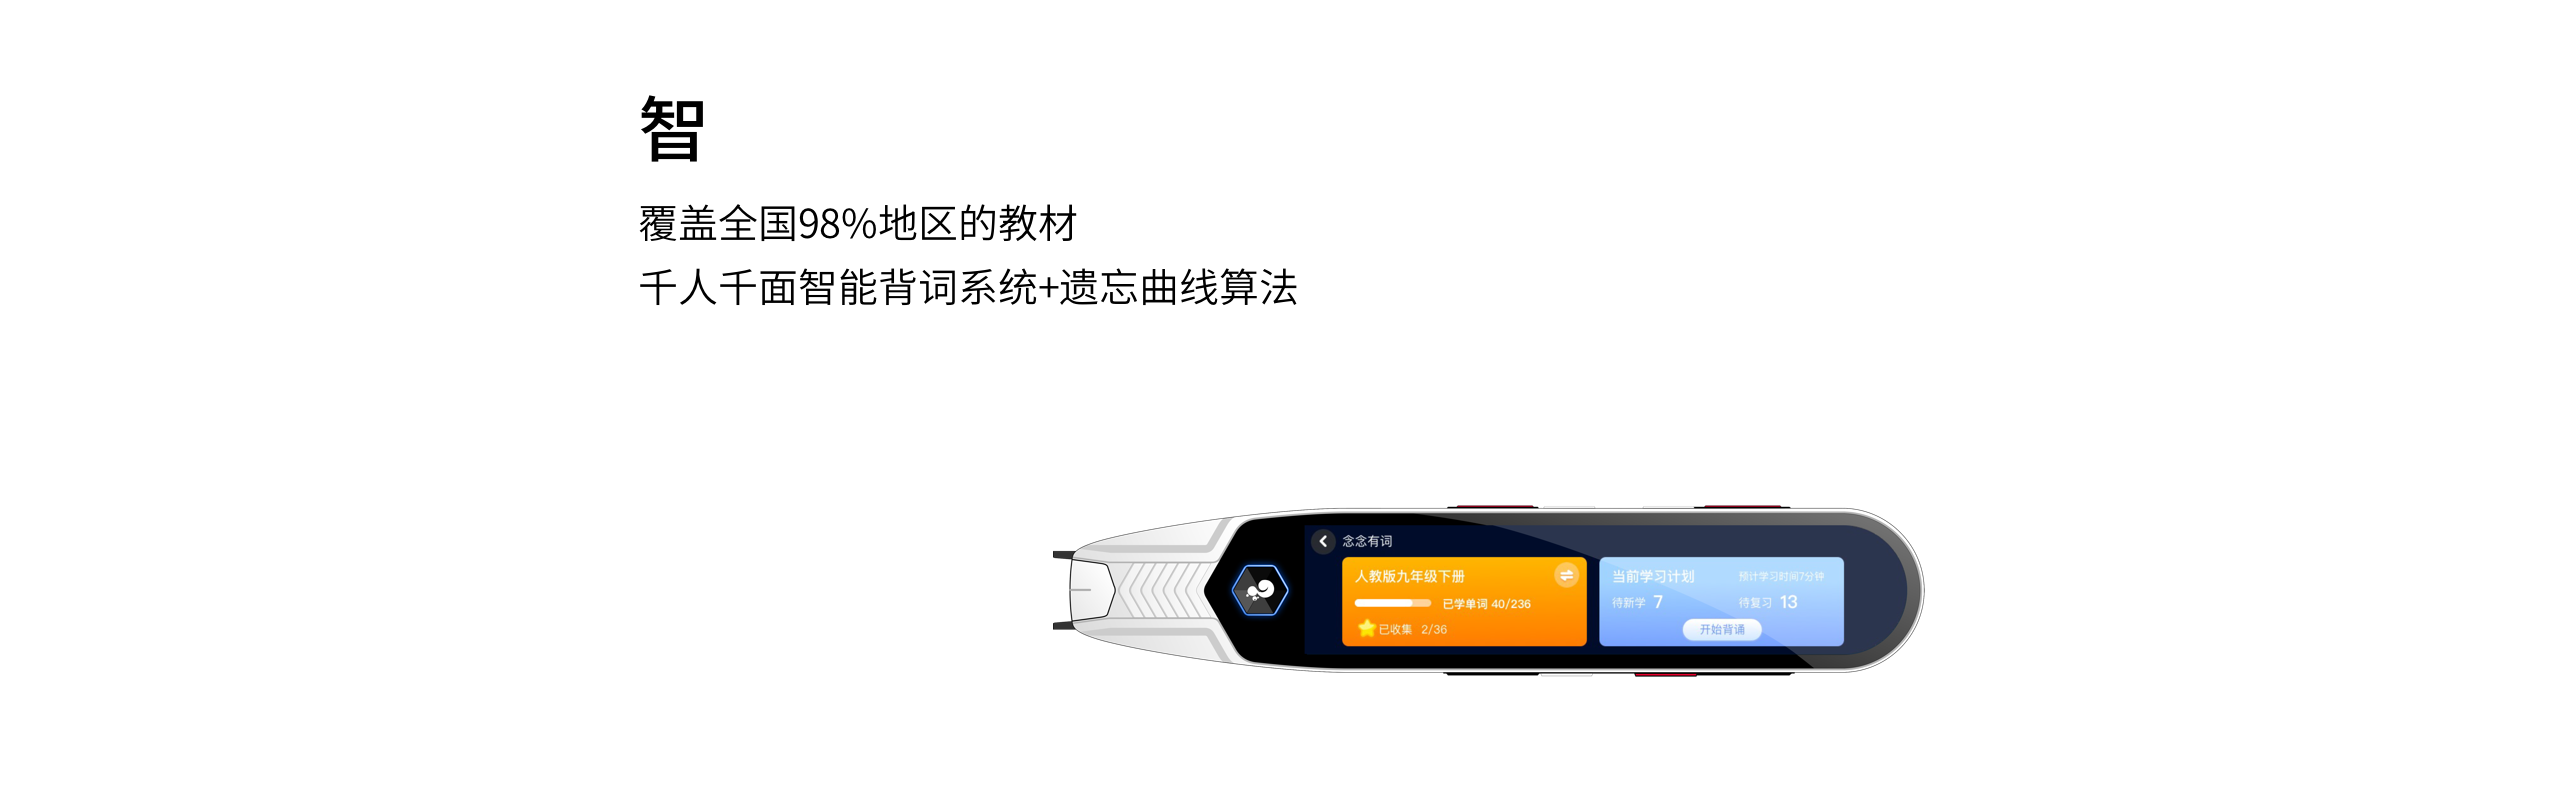 智
覆盖全国98%地区的教材
千人千面智能背词系统+遗忘曲线算法
念念有词
人教版九年级下册
已学单词 40/236
已收集 2/36
当前学习计划 预计学习时间7分钟
待新学 7 待复习 13
开始背诵